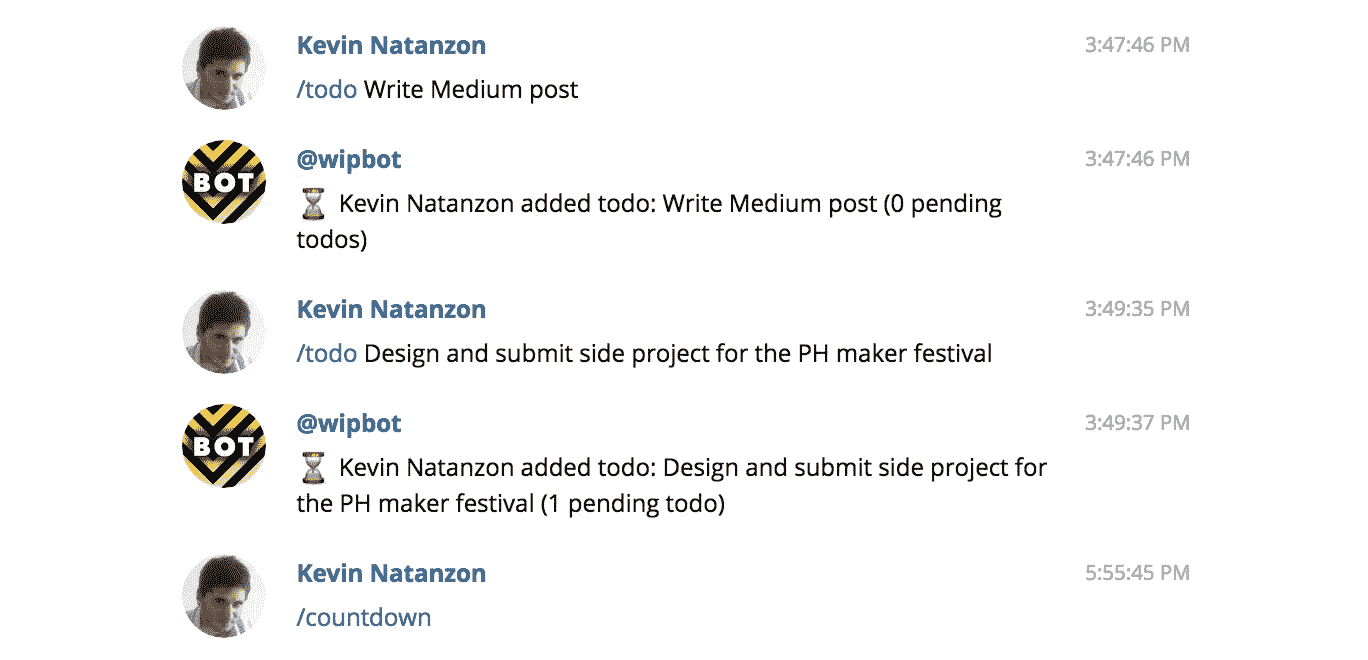 Kevin Natanzon 3:47:46 PM
/todo Write Medium post
@wipbot 3:47:46 PM
BOT
⏳ Kevin Natanzon added todo: Write Medium post (0 pending
todos)
Kevin Natanzon 3:49:35 PM
/todo Design and submit side project for the PH maker festival
@wipbot 3:49:37 PM
BOT
⏳ Kevin Natanzon added todo: Design and submit side project for
the PH maker festival (1 pending todo)
Kevin Natanzon 5:55:45 PM
/countdown